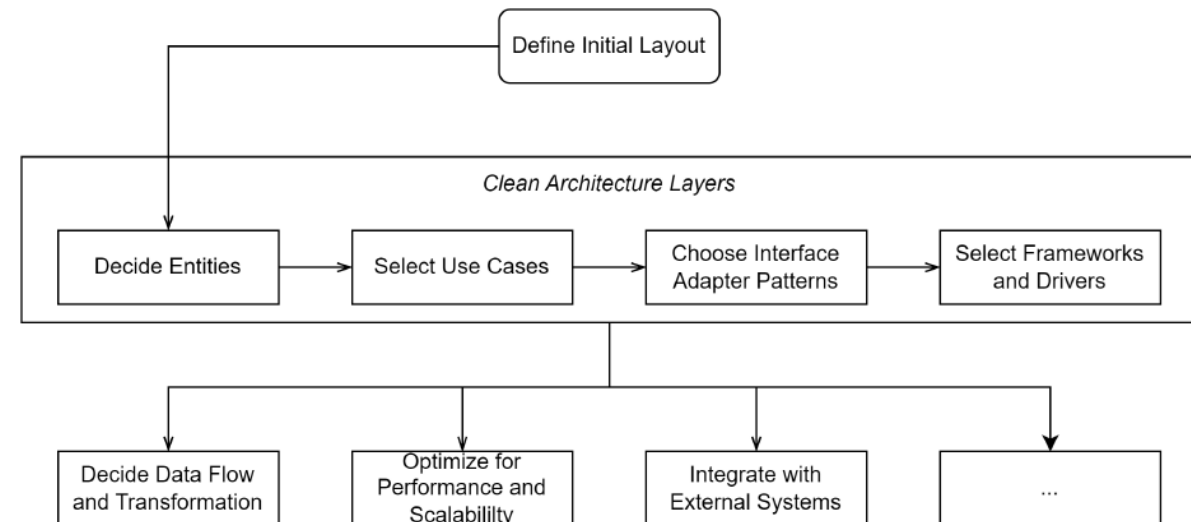 Define Initial Layout
Clean Architecture Layers
Decide Entities
Select Use Cases
Choose Interface
Adapter Patterns
Select Frameworks
and Drivers
Decide Data Flow
and Transformation
Optimize for
Performance and
Scalabililty
Integrate with
External Systems
...